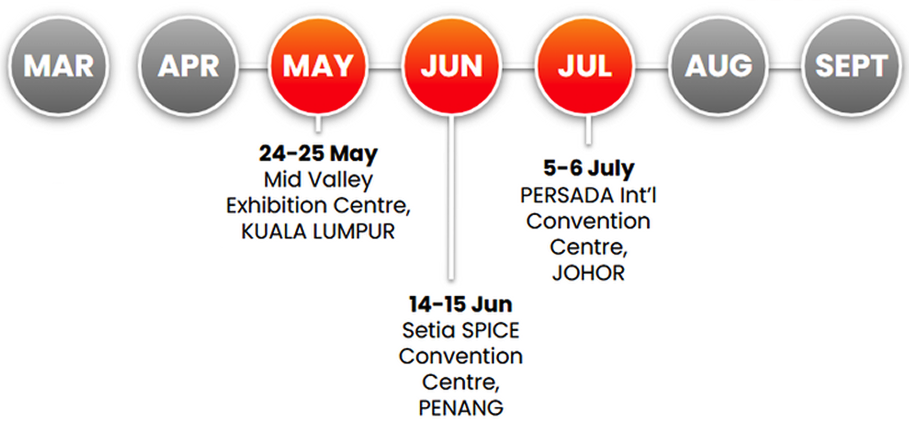 MAR
APR
MAY
JUN
JUL
AUG
SEPT
24-25 May
Mid Valley
Exhibition Centre,
KUALA LUMPUR
14-15 Jun
Setia SPICE
Convention
Centre,
PENANG
5-6 July
PERSADA Int'l
Convention
Centre,
JOHOR